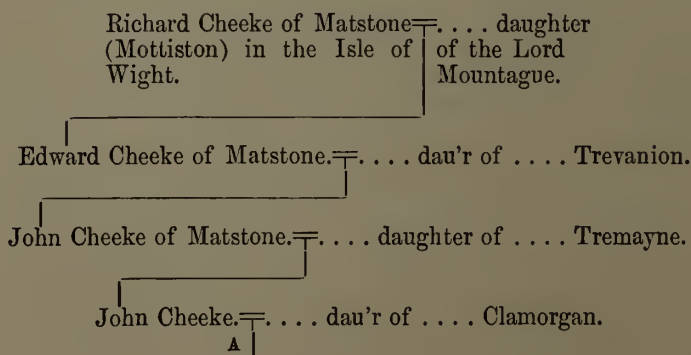 Richard Cheeke of Matstone .... daughter
(Mottiston) in the Isle of of the Lord
Wight. Mountague.
Edward Cheeke of Matstone. .... dau'r of .... Trevanion.
John Cheeke of Matstone. .... daughter of .... Tremayne.
John Cheeke. .... dau'r of .... Clamorgan.
A